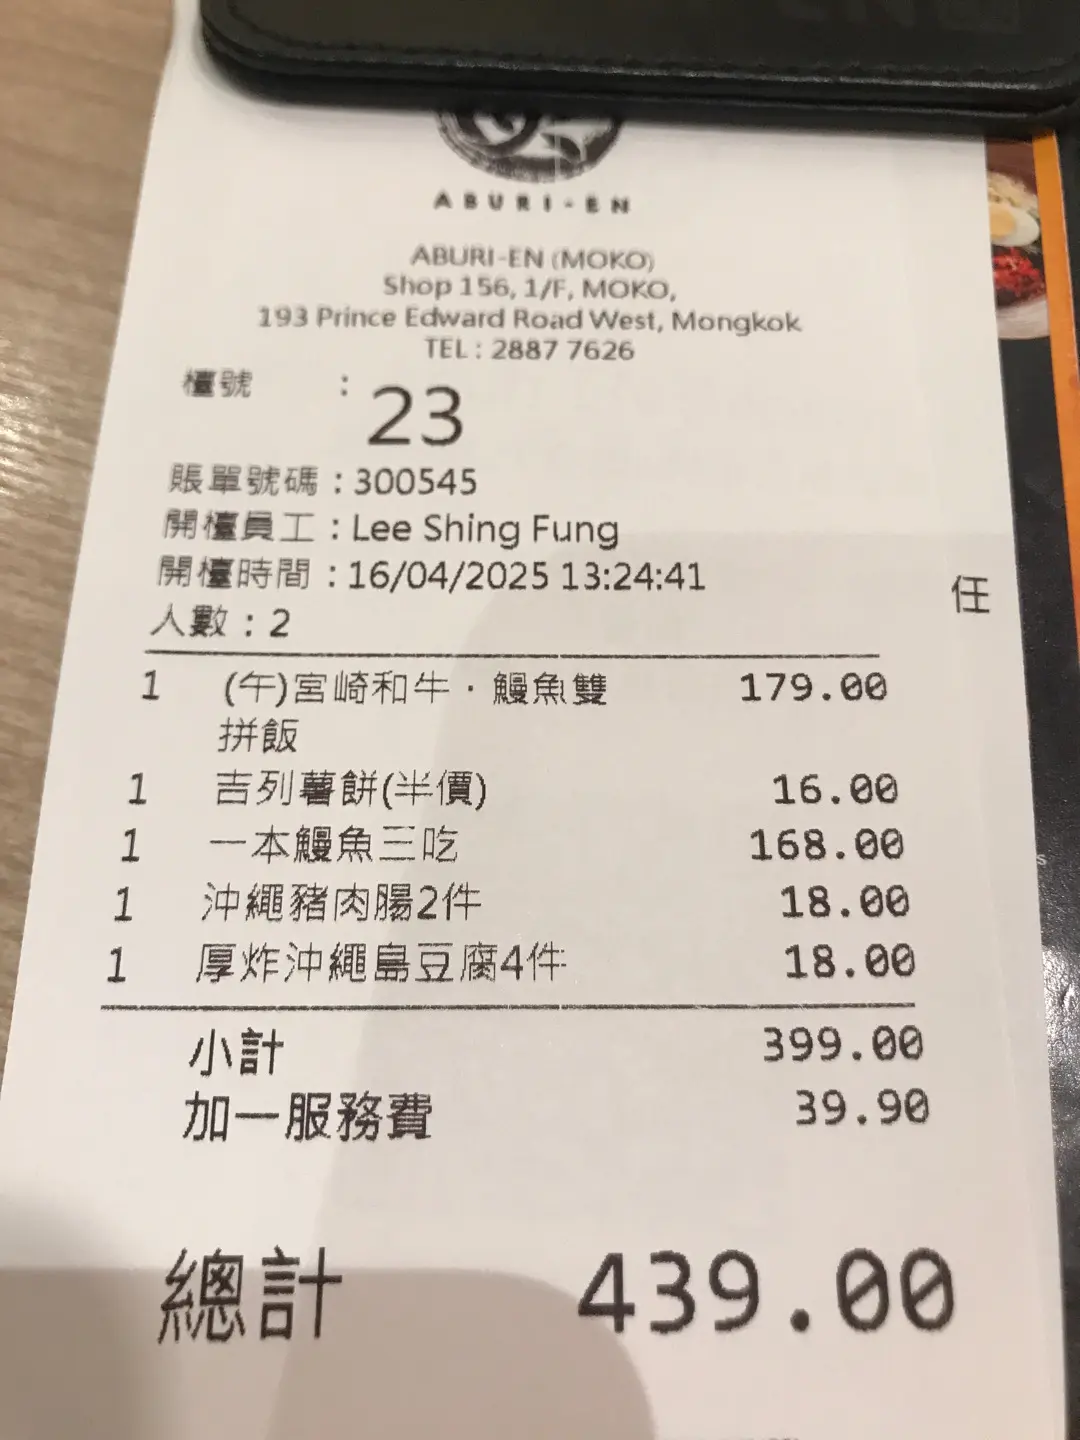 ABURI-EN
ABURI-EN (MOKO)
Shop 156, 1/F, MOKO,
193 Prince Edward Road West, Mongkok
TEL : 2887 7626
檯號 : 23
賬單號碼 : 300545
開檯員工 : Lee Shing Fung
開檯時間 : 16/04/2025 13:24:41
任
人數 : 2
1 (午)宮崎和牛．鰻魚雙 179.00
拼飯
1 吉列薯餅(半價) 16.00
1 一本鰻魚三吃 168.00
1 沖繩豬肉腸2件 18.00
1 厚炸沖繩島豆腐4件 18.00
小計 399.00
加一服務費 39.90
總計 439.00